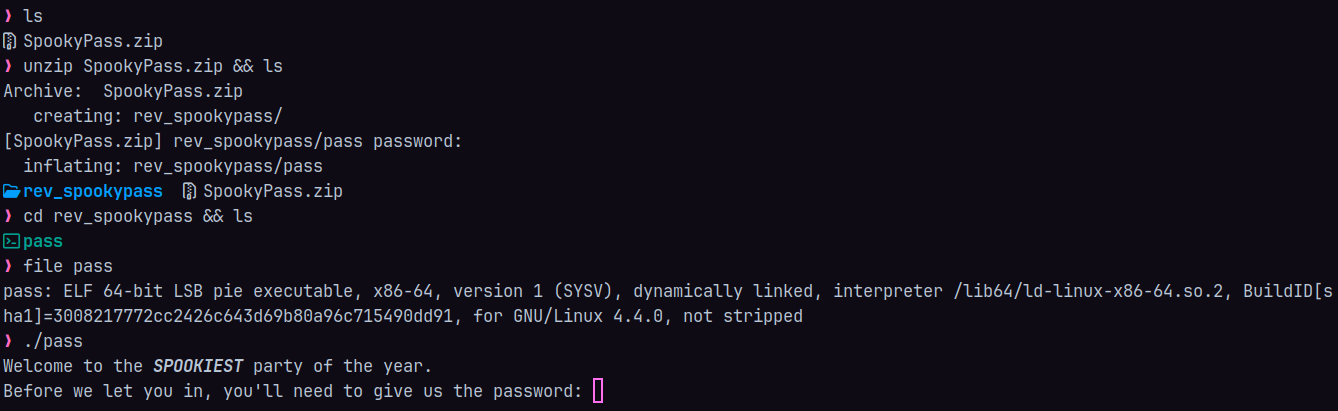 ❯ ls
SpookyPass.zip
❯ unzip SpookyPass.zip && ls
Archive:  SpookyPass.zip
   creating: rev_spookypass/
[SpookyPass.zip] rev_spookypass/pass password:
  inflating: rev_spookypass/pass
rev_spookypass  SpookyPass.zip
❯ cd rev_spookypass && ls
pass
❯ file pass
pass: ELF 64-bit LSB pie executable, x86-64, version 1 (SYSV), dynamically linked, interpreter /lib64/ld-linux-x86-64.so.2, BuildID[s
ha1]=3008217772cc2426c643d69b80a96c715490dd91, for GNU/Linux 4.4.0, not stripped
❯ ./pass
Welcome to the SPOOKIEST party of the year.
Before we let you in, you'll need to give us the password: